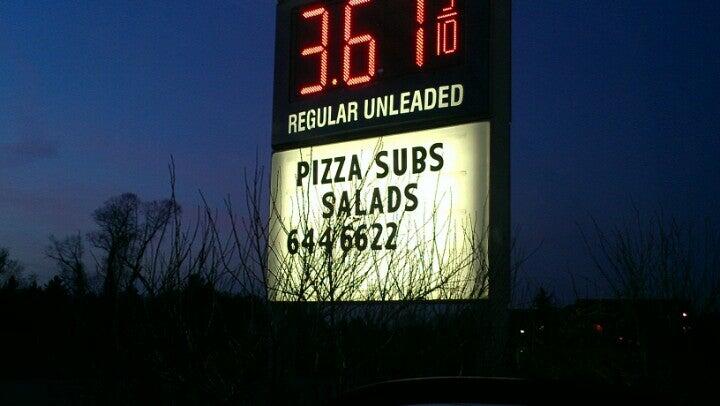 3.61 9/10
REGULAR UNLEADED
PIZZA SUBS
SALADS
644 6622